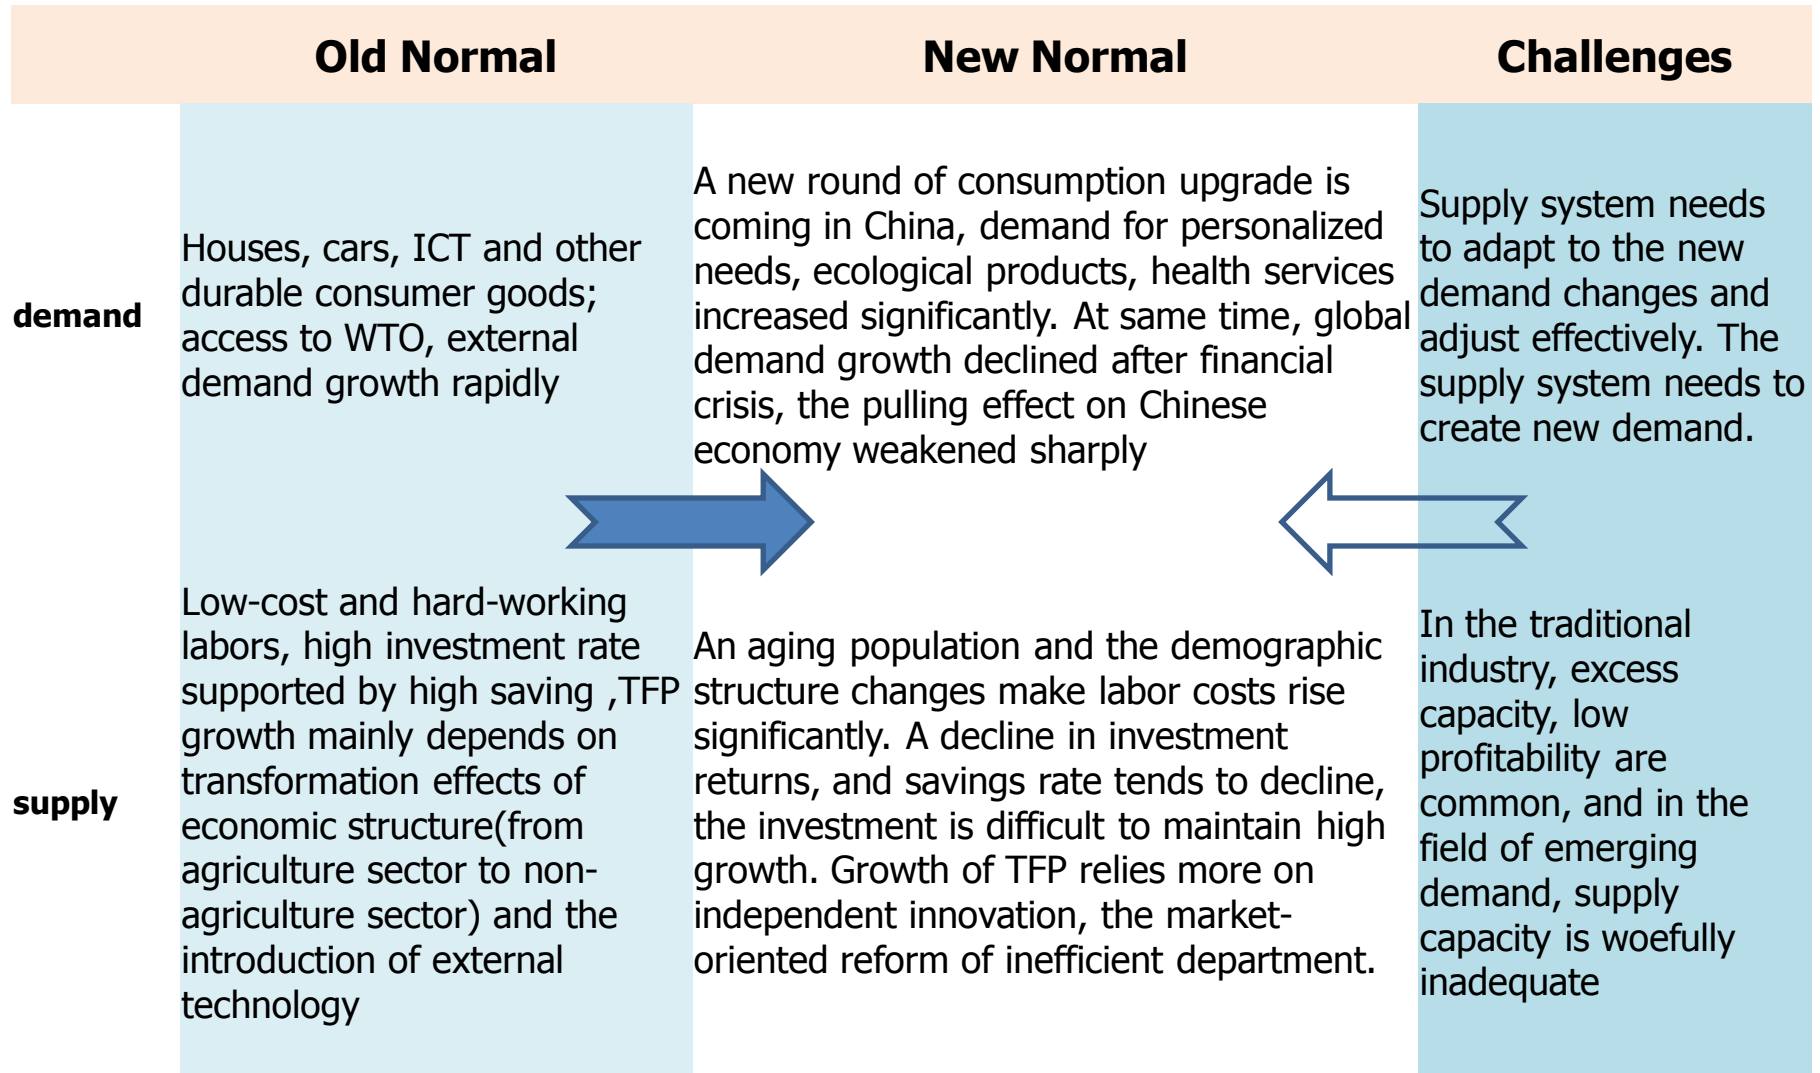 Old Normal
New Normal
Challenges
demand
Houses, cars, ICT and other
durable consumer goods;
access to WTO, external
demand growth rapidly
A new round of consumption upgrade is
coming in China, demand for personalized
needs, ecological products, health services
increased significantly. At same time, global
demand growth declined after financial
crisis, the pulling effect on Chinese
economy weakened sharply
Supply system needs
to adapt to the new
demand changes and
adjust effectively. The
supply system needs to
create new demand.
supply
Low-cost and hard-working
labors, high investment rate
supported by high saving ,TFP
growth mainly depends on
transformation effects of
economic structure(from
agriculture sector to non-
agriculture sector) and the
introduction of external
technology
An aging population and the demographic
structure changes make labor costs rise
significantly. A decline in investment
returns, and savings rate tends to decline,
the investment is difficult to maintain high
growth. Growth of TFP relies more on
independent innovation, the market-
oriented reform of inefficient department.
In the traditional
industry, excess
capacity, low
profitability are
common, and in the
field of emerging
demand, supply
capacity is woefully
inadequate